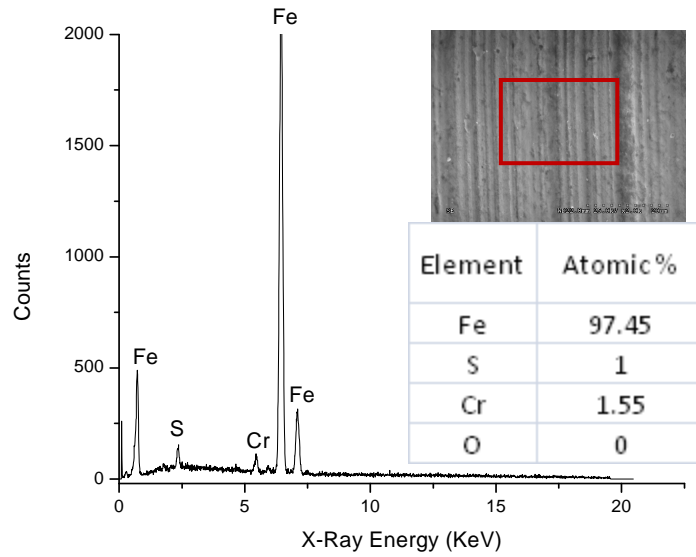 Fe
2000
1500
1000
500
0
Counts
Fe
S
Cr
Fe
0
5
10
15
20
X-Ray Energy (KeV)
SE
Element Atomic %
Fe 97.45
S 1
Cr 1.55
O 0